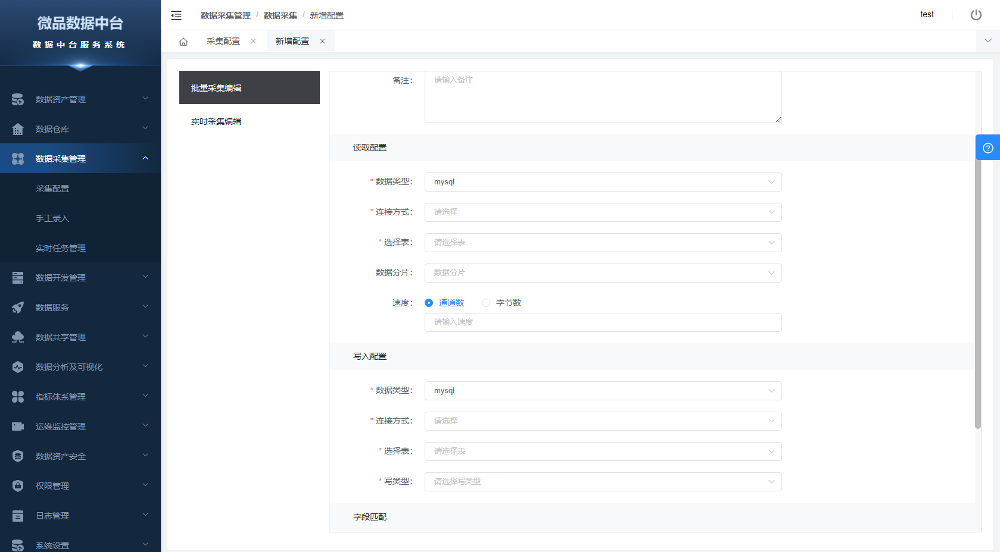 微品数据中台
数据中台服务系统
数据资产管理
数据仓库
数据采集管理
采集配置
手工录入
实时任务管理
数据开发管理
数据服务
数据共享管理
数据分析及可视化
指标体系管理
运维监控管理
数据资产安全
权限管理
日志管理
系统设置
数据采集管理 / 数据采集 / 新增配置
test
采集配置
新增配置
批量采集编辑
实时采集编辑
备注： 请输入备注
读取配置
* 数据类型： mysql
* 连接方式： 请选择
* 选择表： 请选择表
数据分片： 数据分片
速度： 通道数 字节数
请输入速度
写入配置
* 数据类型： mysql
* 连接方式： 请选择
* 选择表： 请选择表
* 写类型： 请选择写类型
字段匹配